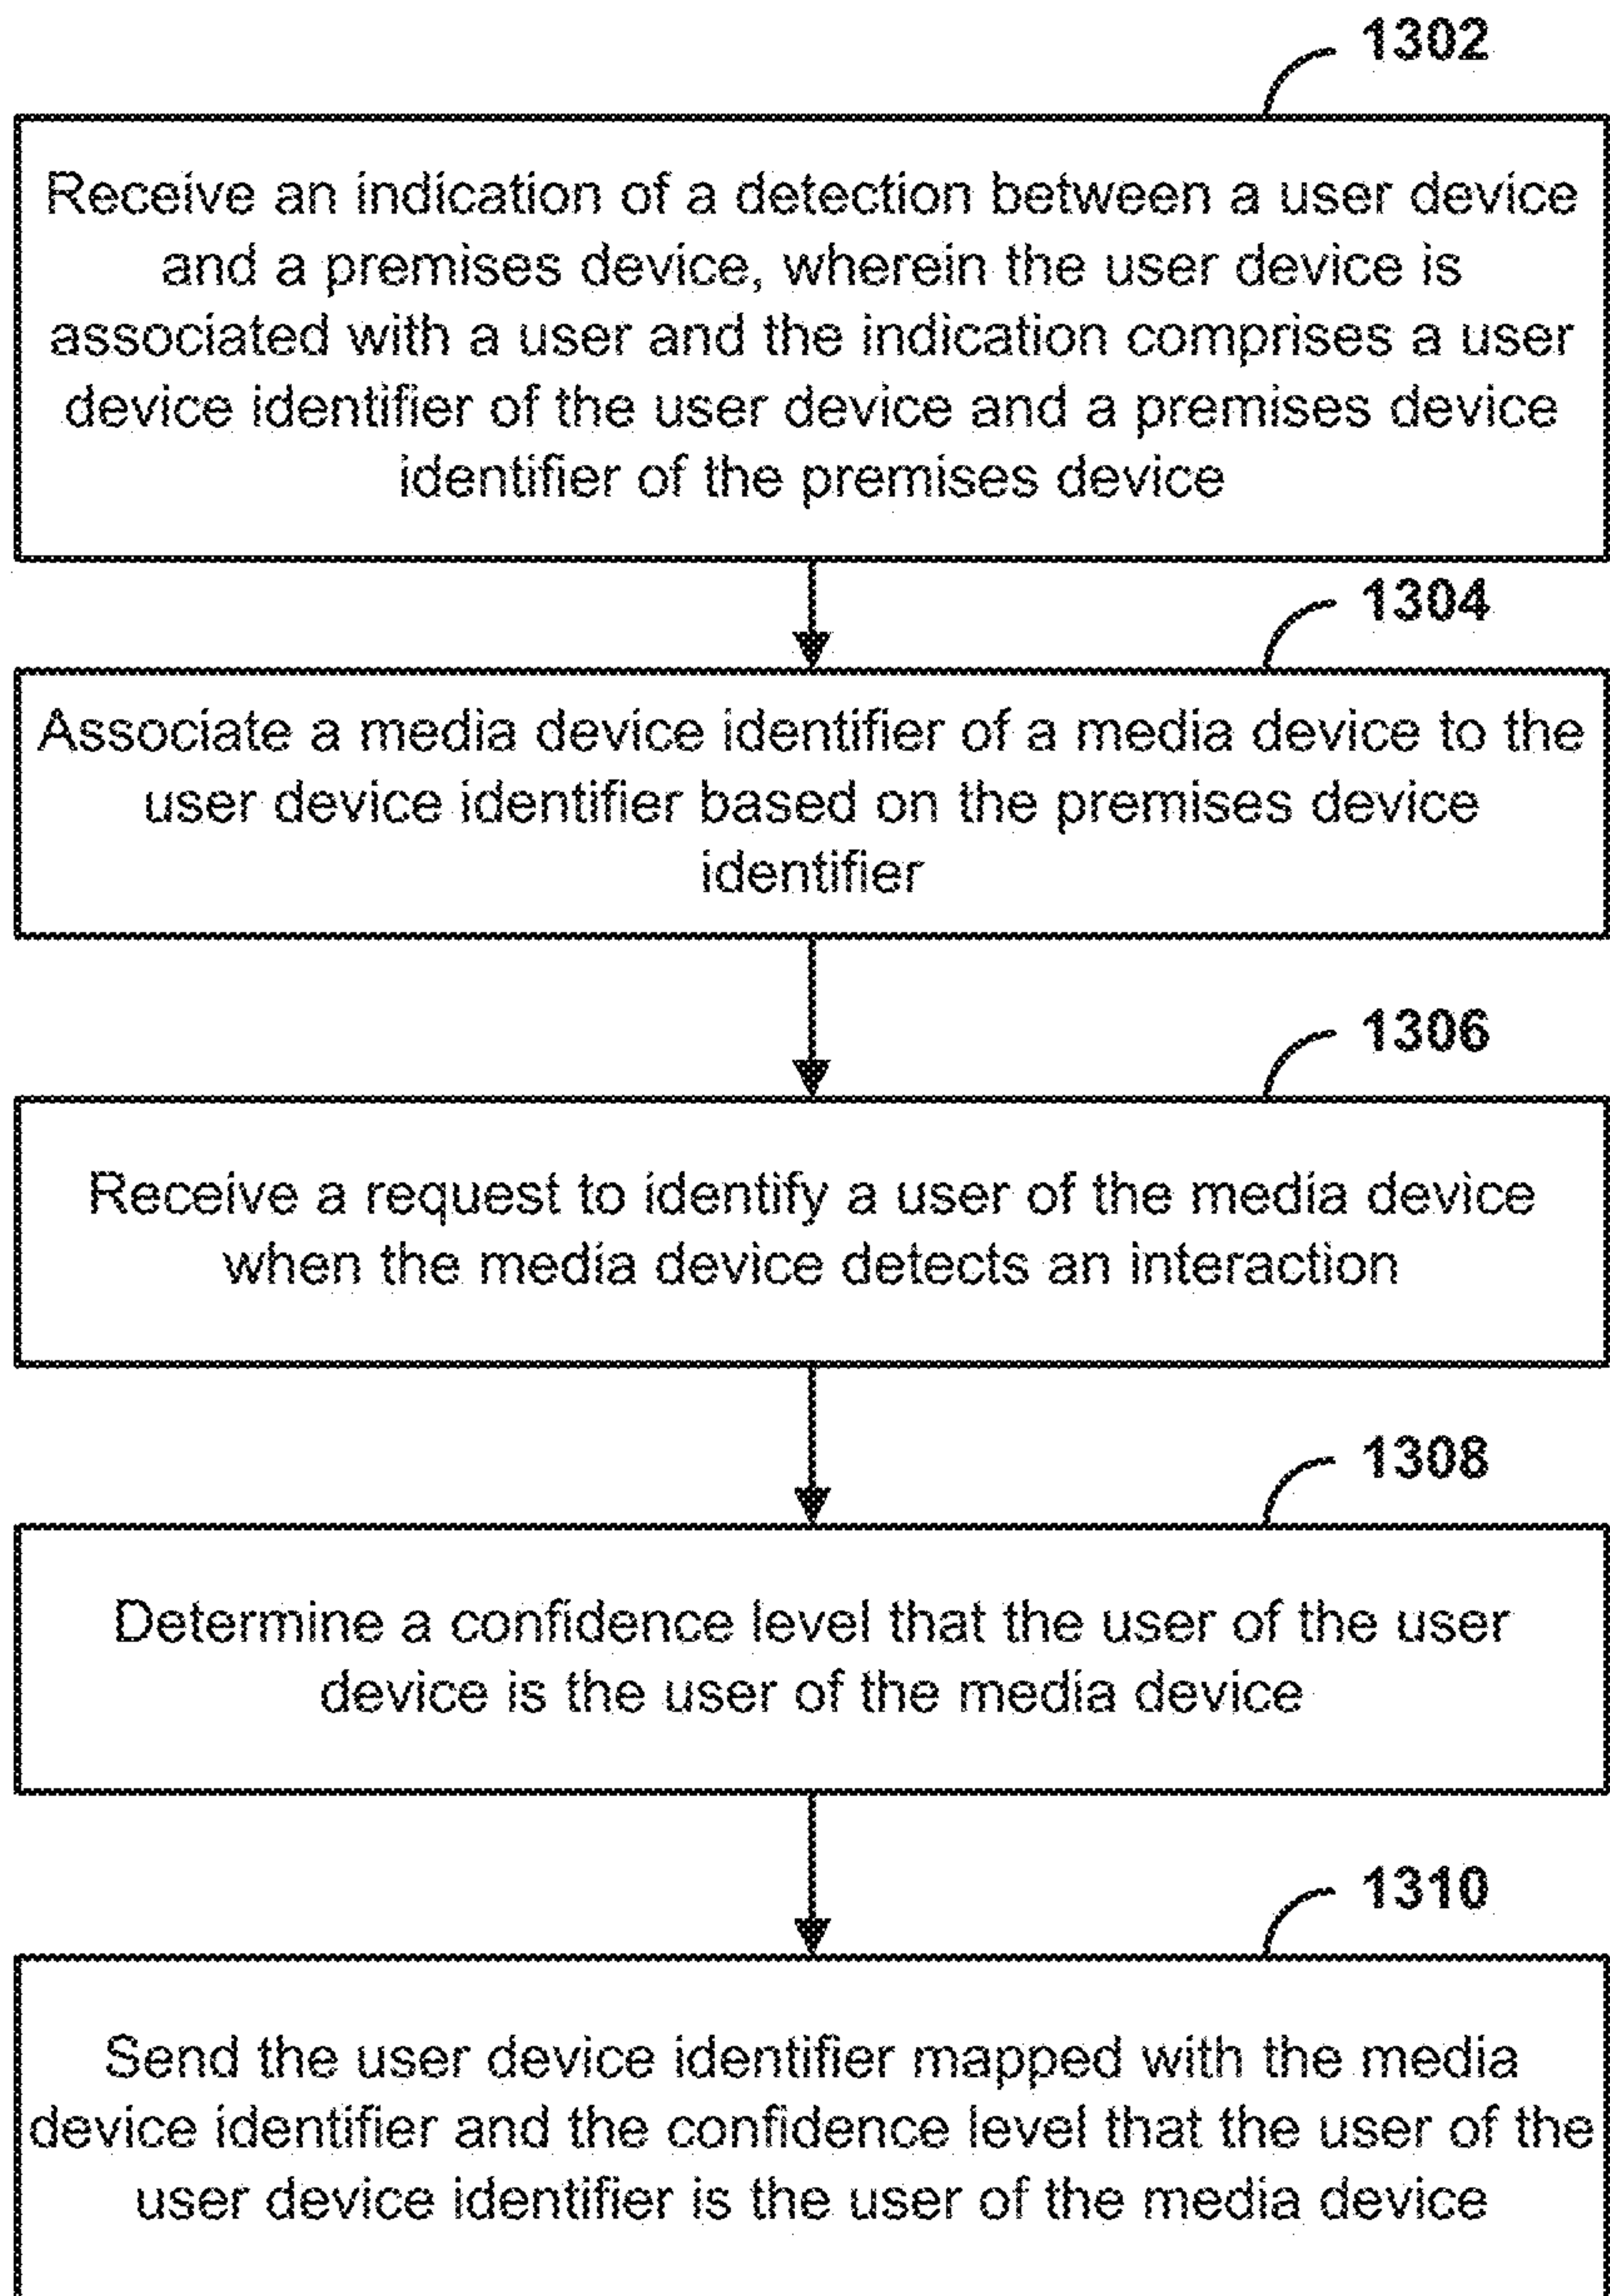 1302
Receive an indication of a detection between a user device
and a premises device, wherein the user device is
associated with a user and the indication comprises a user
device identifier of the user device and a premises device
identifier of the premises device
1304
Associate a media device identifier of a media device to the
user device identifier based on the premises device
identifier
1306
Receive a request to identify a user of the media device
when the media device detects an interaction
1308
Determine a confidence level that the user of the user
device is the user of the media device
1310
Send the user device identifier mapped with the media
device identifier and the confidence level that the user of the
user device identifier is the user of the media device